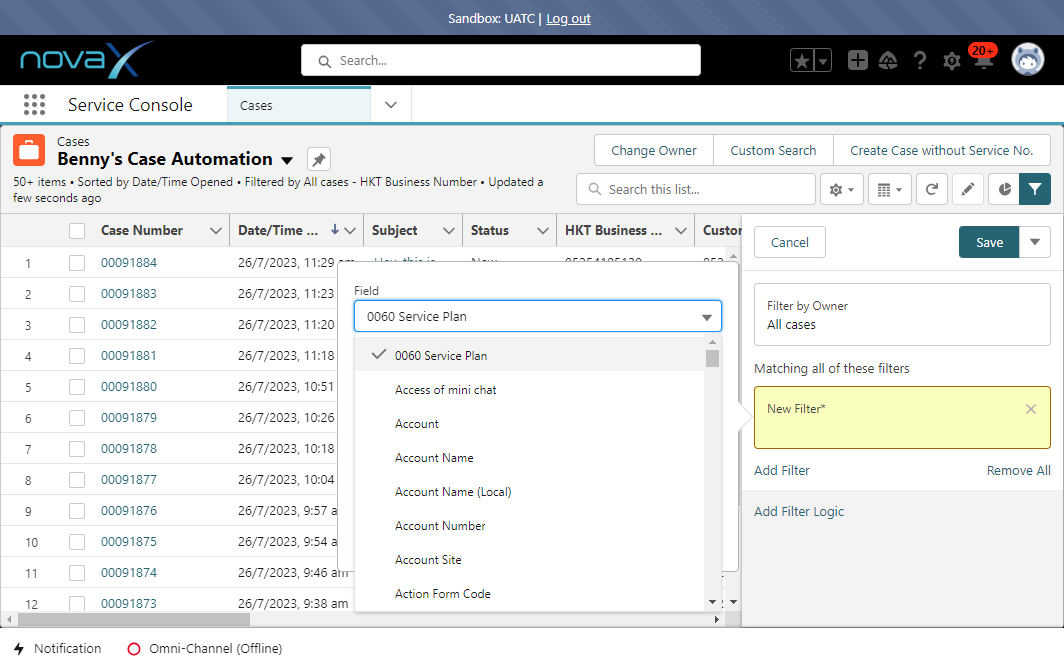 Sandbox: UATC | Log out
novaX
Search...
20+
Service Console
Cases
Cases
Benny's Case Automation
50+ items • Sorted by Date/Time Opened • Filtered by All cases - HKT Business Number • Updated a
few seconds ago
Change Owner
Custom Search
Create Case without Service No.
Search this list...
Case Number
Date/Time ...
Subject
Status
HKT Business ...
Custor
1 00091884 26/7/2023, 11:29
2 00091883 26/7/2023, 11:23
3 00091882 26/7/2023, 11:20
4 00091881 26/7/2023, 11:18
5 00091880 26/7/2023, 10:51
6 00091879 26/7/2023, 10:26
7 00091878 26/7/2023, 10:18
8 00091877 26/7/2023, 10:04
9 00091876 26/7/2023, 9:57 a
10 00091875 26/7/2023, 9:54 a
11 00091874 26/7/2023, 9:46 am
12 00091873 26/7/2023, 9:38 am
Field
0060 Service Plan
0060 Service Plan
Access of mini chat
Account
Account Name
Account Name (Local)
Account Number
Account Site
Action Form Code
Cancel
Save
Filter by Owner
All cases
Matching all of these filters
New Filter*
Add Filter
Remove All
Add Filter Logic
Notification
Omni-Channel (Offline)